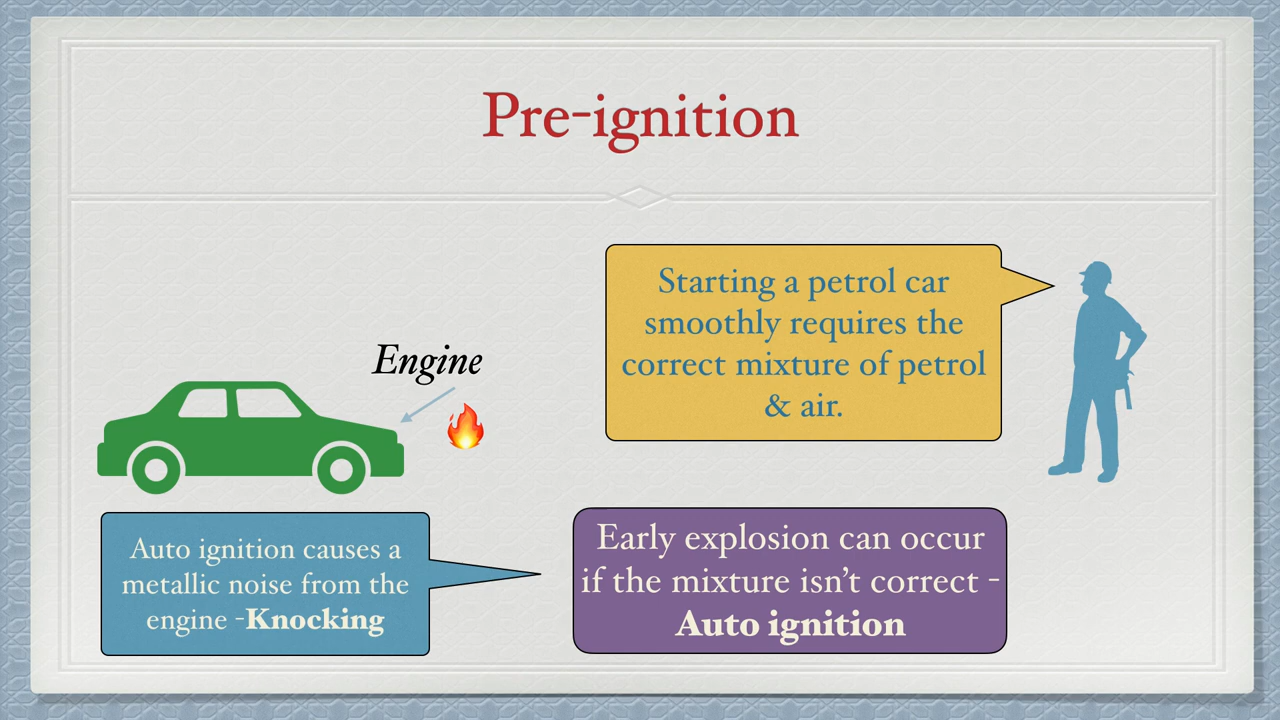 Pre-ignition
Starting a petrol car
smoothly requires the
correct mixture of petrol
& air.
Engine
Auto ignition causes a
metallic noise from the
engine -Knocking
Early explosion can occur
if the mixture isn't correct -
Auto ignition